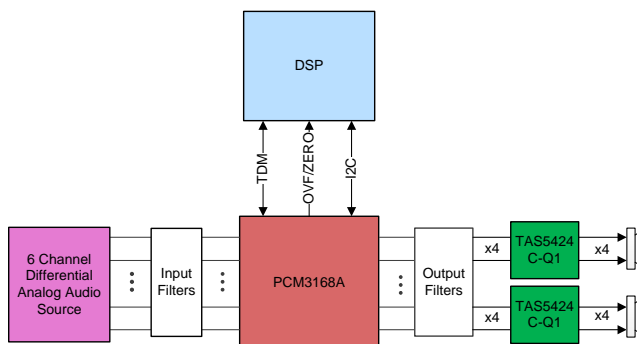 DSP
TDM
OVF/ZERO
I2C
6 Channel
Differential
Analog Audio
Source
Input
Filters
PCM3168A
Output
Filters
x4
TAS5424
C-Q1
x4
x4
TAS5424
C-Q1
x4